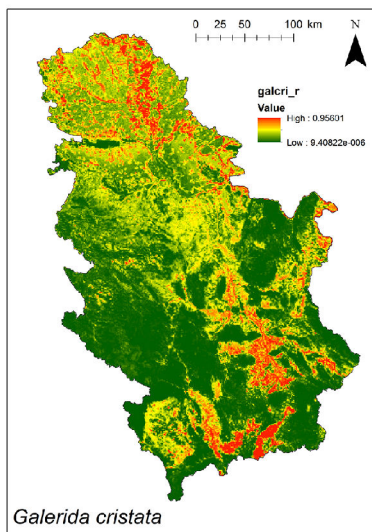 0 25 50 100 km
N
galcri_r
Value
High : 0.95601
Low : 9.40822e-006
Galerida cristata